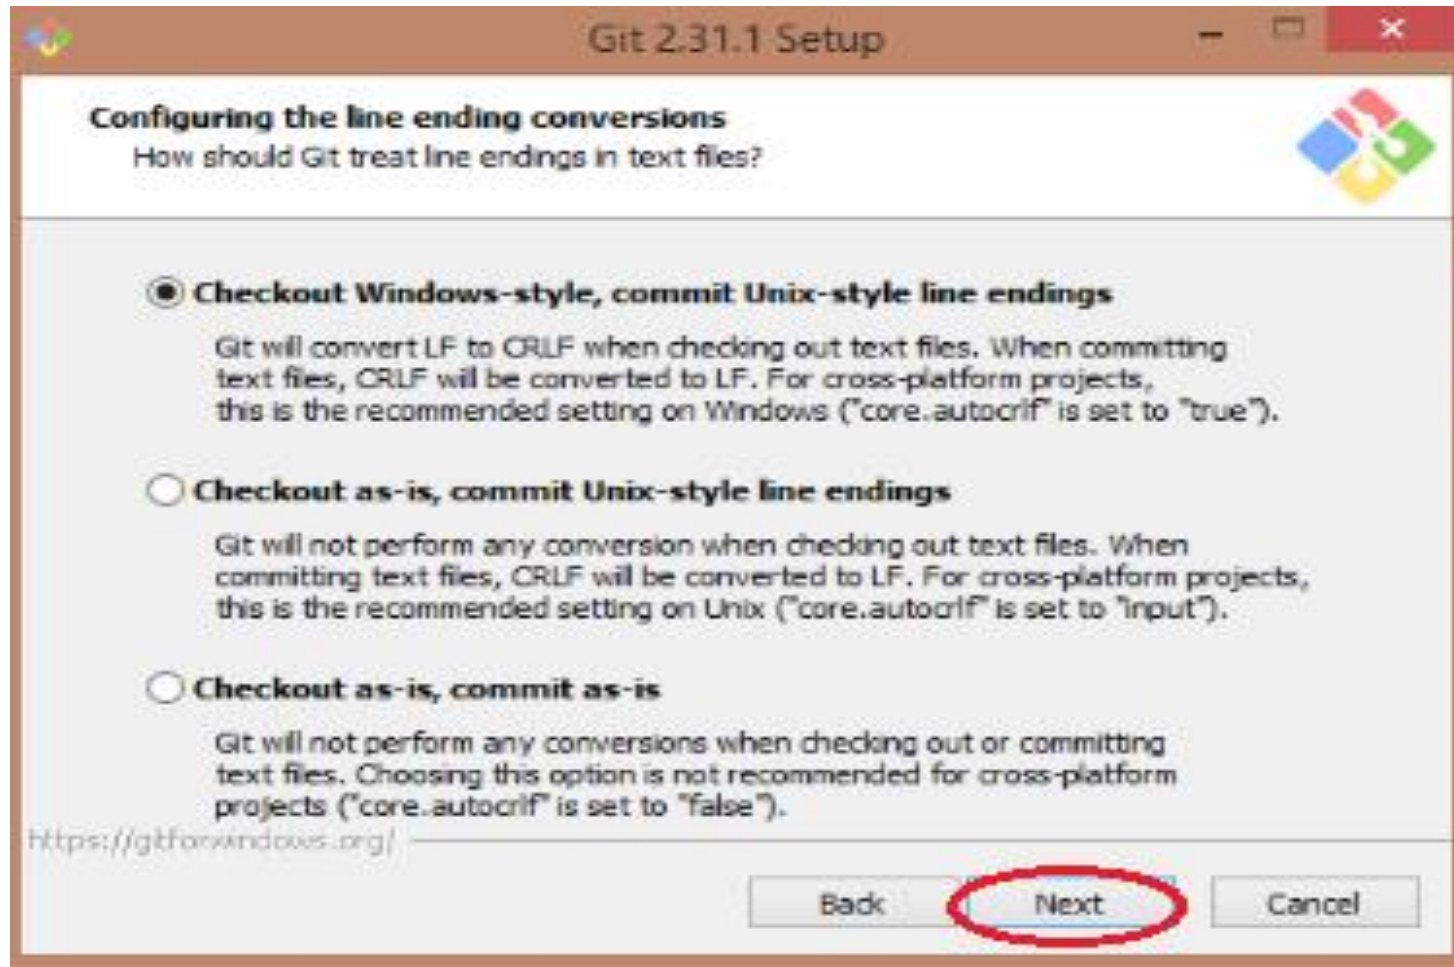 Git 2.31.1 Setup
Configuring the line ending conversions
How should Git treat line endings in text files?
Checkout Windows-style, commit Unix-style line endings
Git will convert LF to CRLF when checking out text files. When committing
text files, CRLF will be converted to LF. For cross-platform projects,
this is the recommended setting on Windows ("core.autocrlf" is set to "true").
Checkout as-is, commit Unix-style line endings
Git will not perform any conversion when checking out text files. When
committing text files, CRLF will be converted to LF. For cross-platform projects,
this is the recommended setting on Unix ("core.autocrlf" is set to "input").
Checkout as-is, commit as-is
Git will not perform any conversions when checking out or committing
text files. Choosing this option is not recommended for cross-platform
projects ("core.autocrlf" is set to "false").
https://gitforwindows.org/
Back Next Cancel